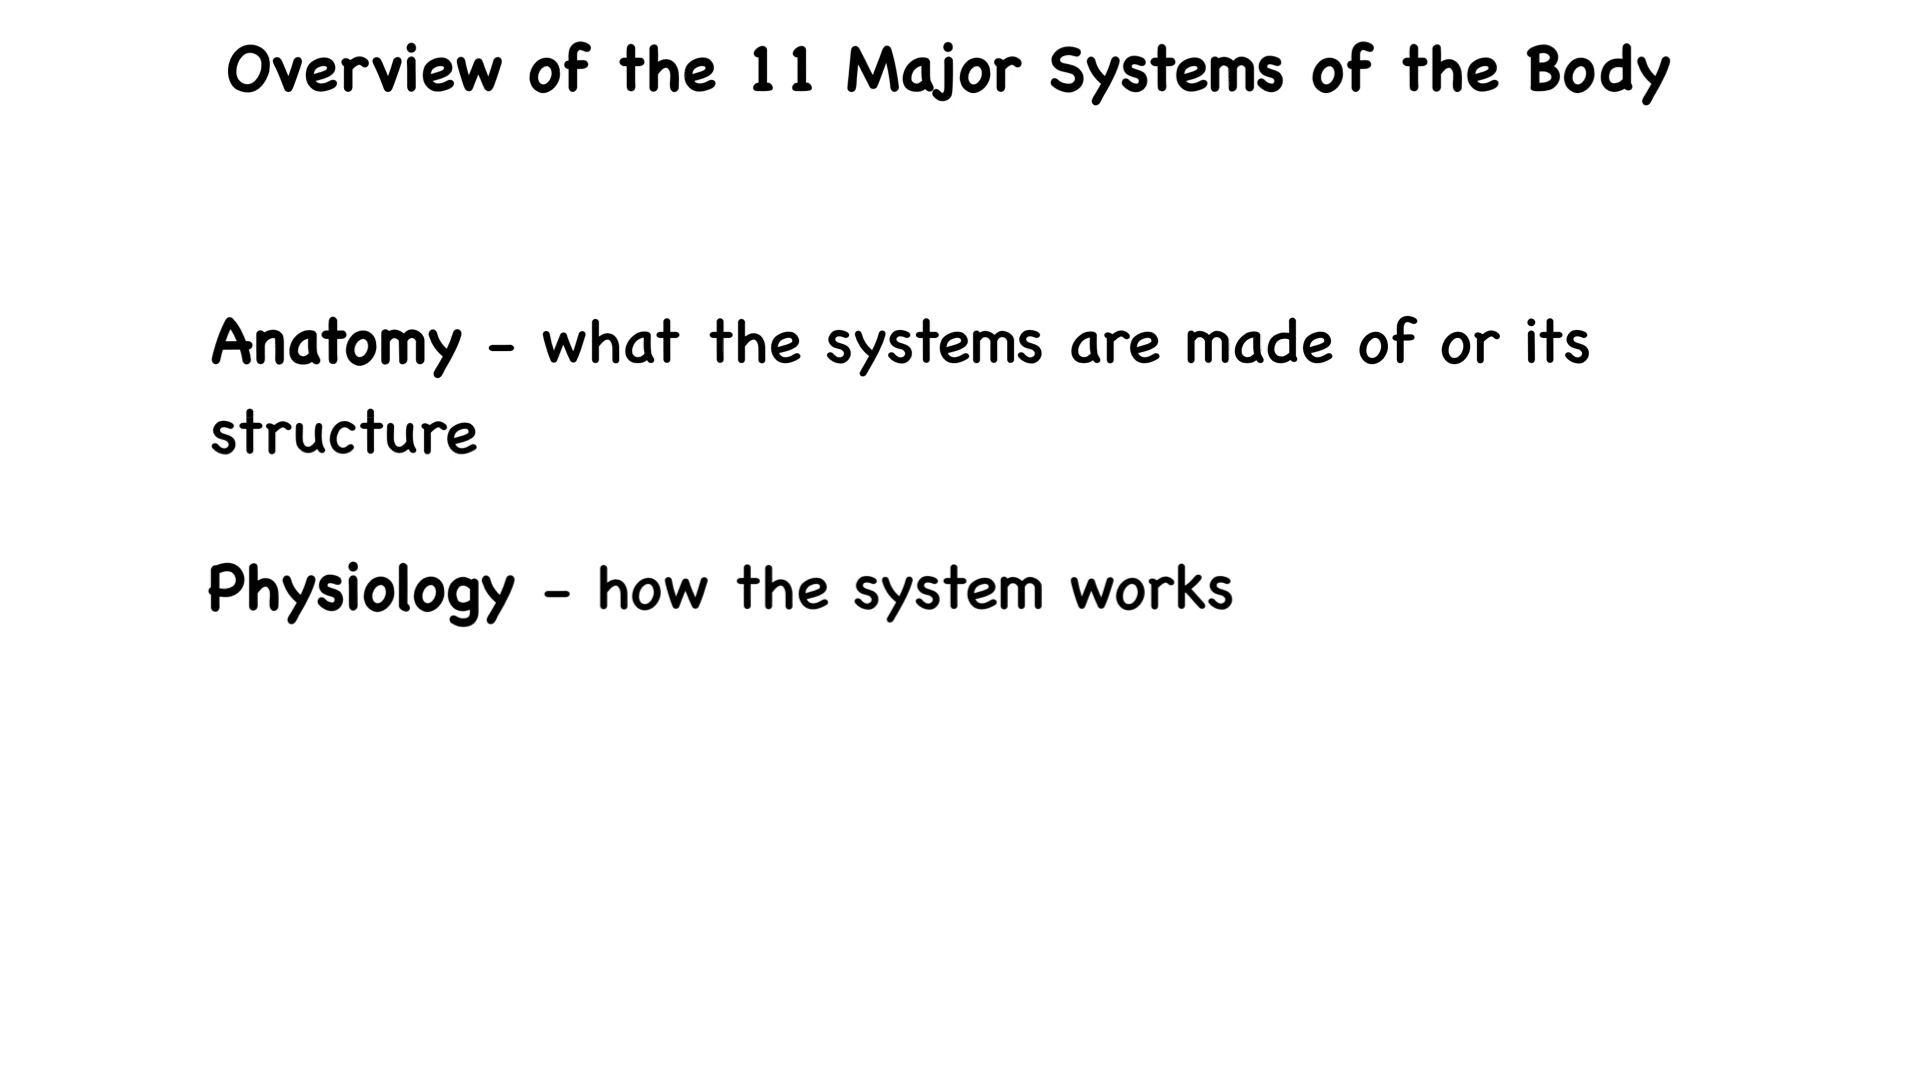 Overview of the 11 Major Systems of the Body
Anatomy - what the systems are made of or its
structure
Physiology - how the system works